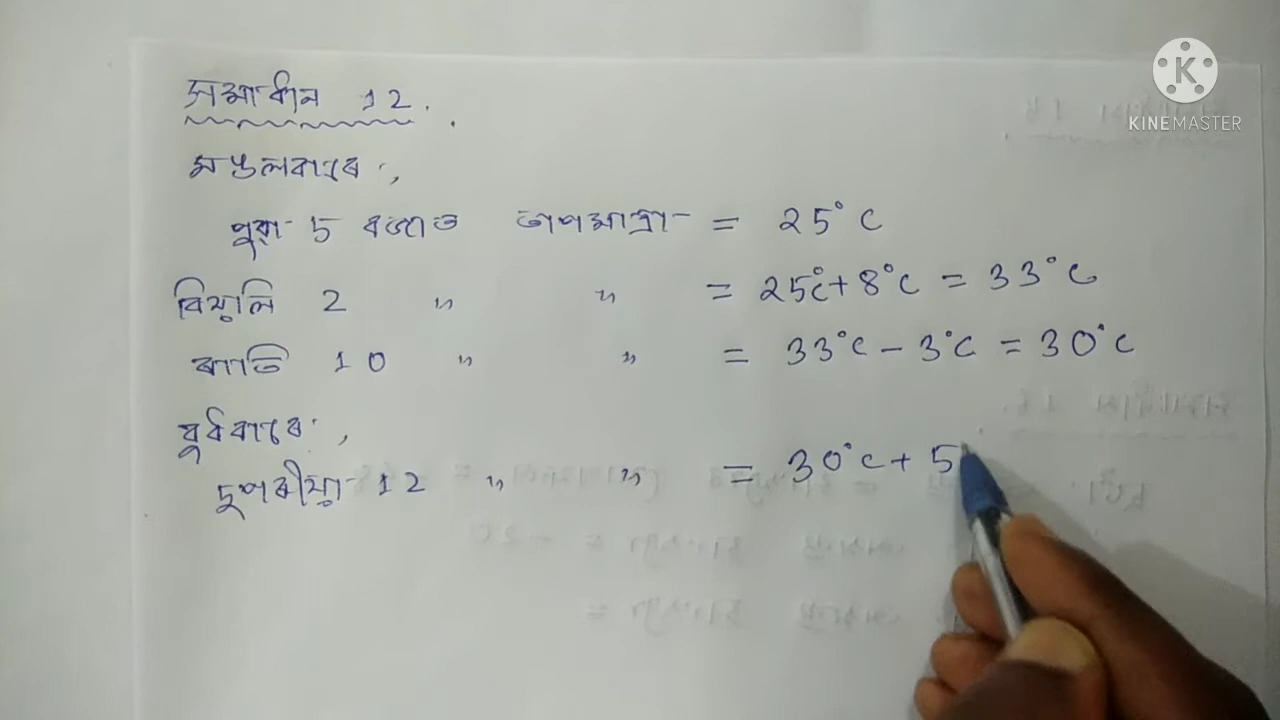 সমাধান 12.
মঙলবাৰে,
পুৱা 5 বজাত তাপমাত্ৰা = 25°C
বিয়লি 2 " " = 25°C+8°C = 33°C
ৰাতি 10 " " = 33°C - 3°C = 30°C
বুধবাৰে,
দুপৰীয়া 12 " " = 30°C + 5
KINEMASTER